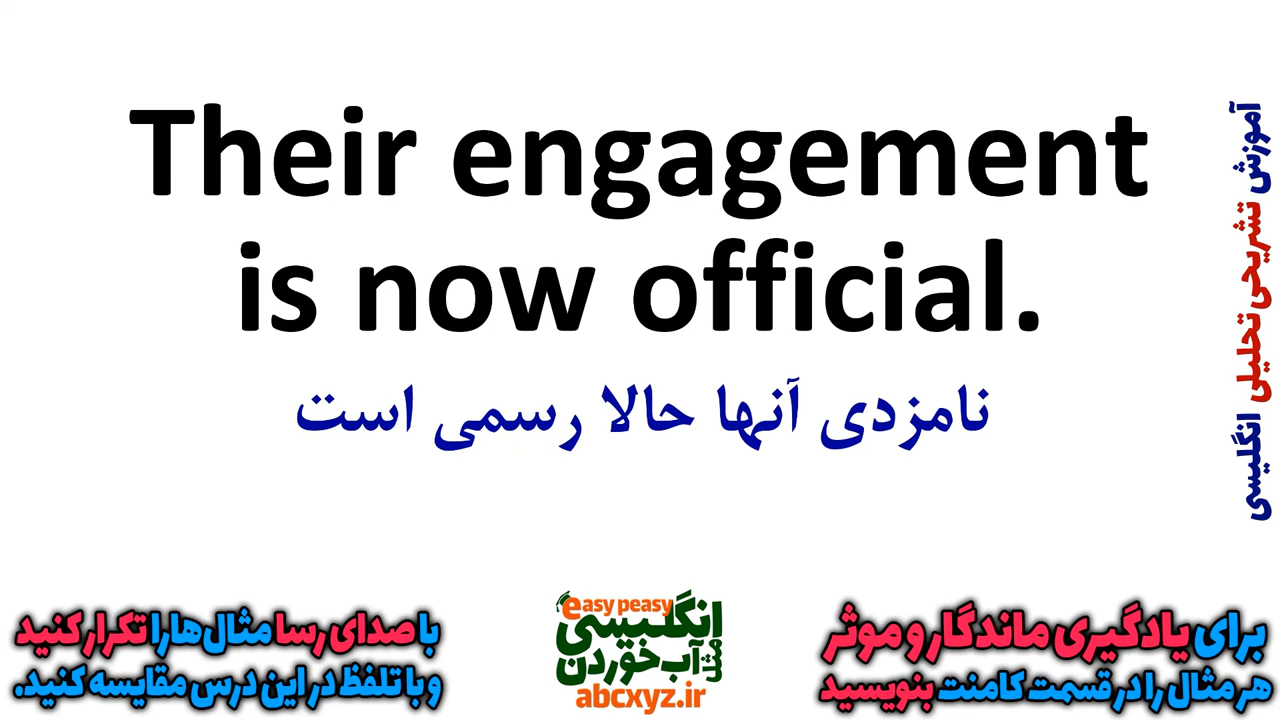 Their engagement
is now official.
نامزدی آنها حالا رسمی است
آموزش تشریحی تحلیلی انگلیسی
برای یادگیری ماندگار و موثر
هر مثال را در قسمت کامنت بنویسید
easy peasy
انگلیسی
مثل آب خوردن
abcxyz.ir
با صدای رسا مثال‌ها را تکرار کنید
و با تلفظ در این درس مقایسه کنید.